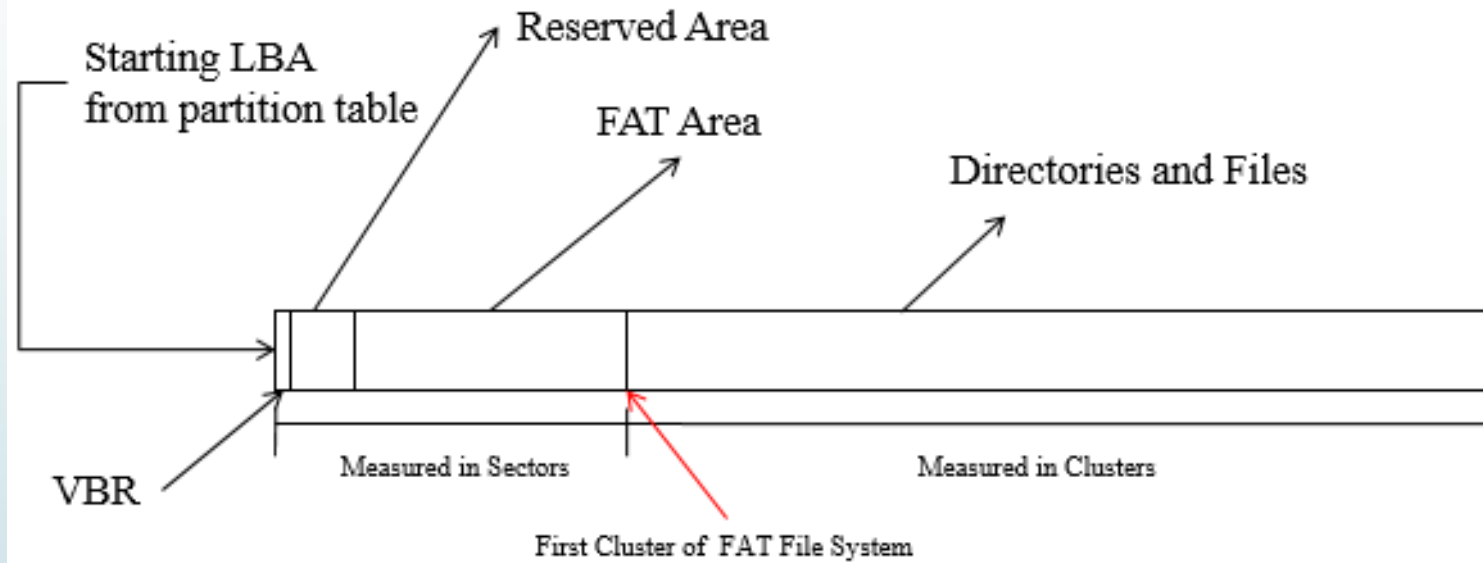 Reserved Area
Starting LBA
from partition table
FAT Area
Directories and Files
Measured in Sectors
Measured in Clusters
VBR
First Cluster of FAT File System